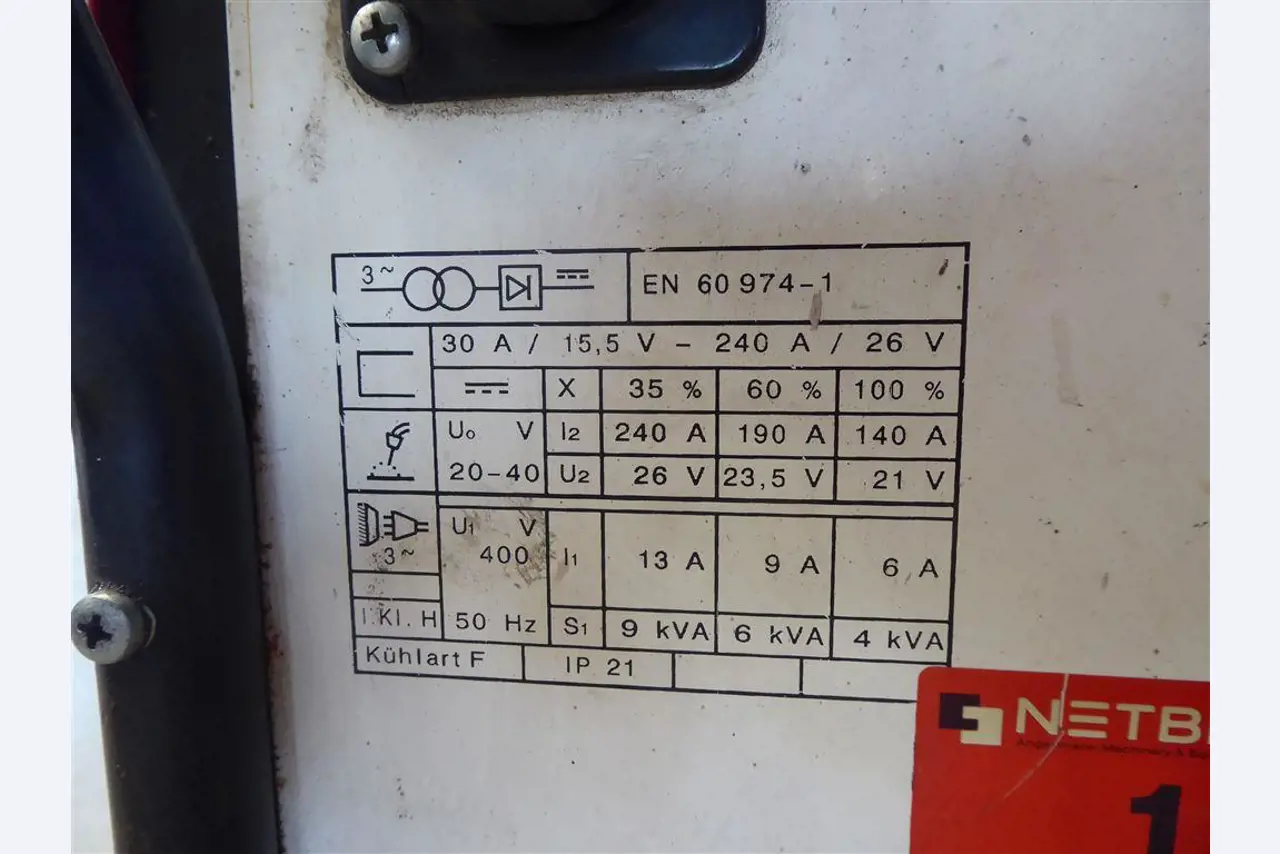 3~ EN 60 974-1
30 A / 15,5 V - 240 A / 26 V
X 35 % 60 % 100 %
U0 V I2 240 A 190 A 140 A
20-40 U2 26 V 23,5 V 21 V
U1 V
3~ 400 I1 13 A 9 A 6 A
I.Kl. H 50 Hz S1 9 kVA 6 kVA 4 kVA
Kühlart F IP 21
NETB
1